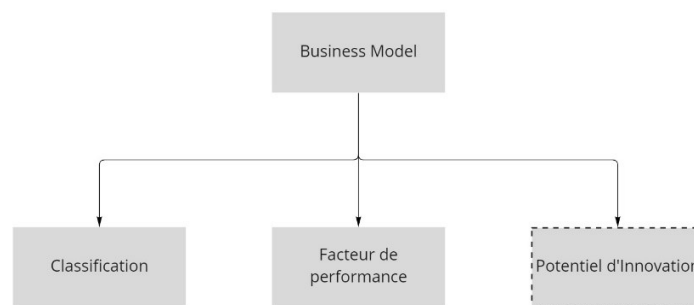 Business Model
Classification
Facteur de
performance
Potentiel d'Innovation